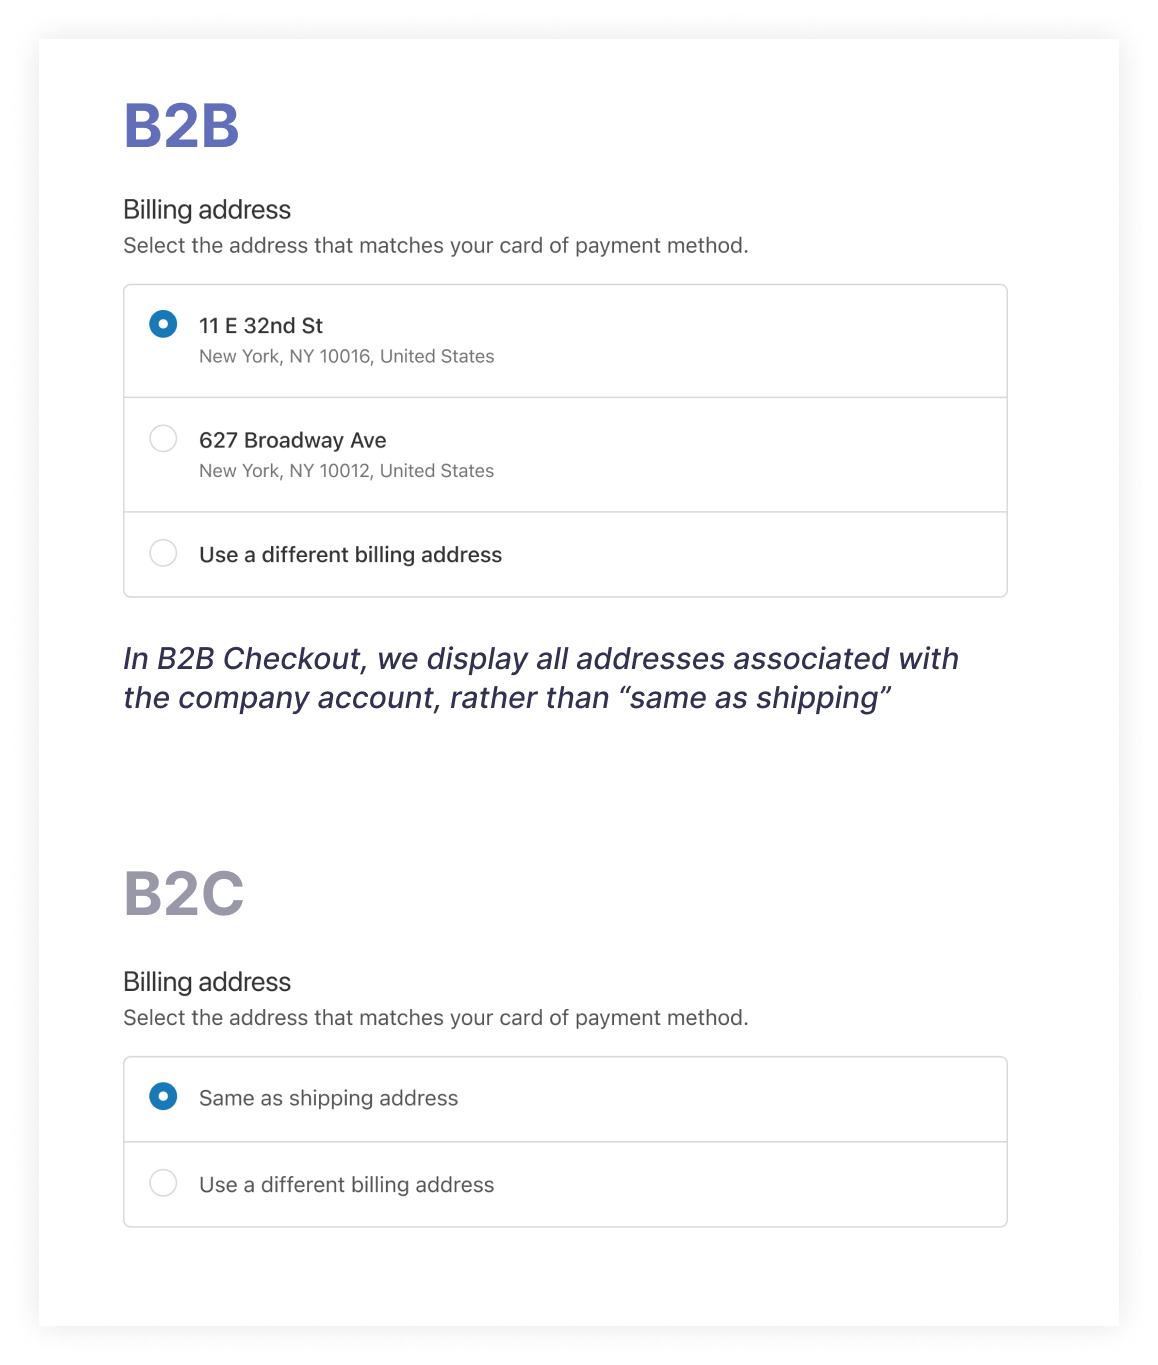 B2B
Billing address
Select the address that matches your card of payment method.
11 E 32nd St
New York, NY 10016, United States
627 Broadway Ave
New York, NY 10012, United States
Use a different billing address
In B2B Checkout, we display all addresses associated with
the company account, rather than “same as shipping”
B2C
Billing address
Select the address that matches your card of payment method.
Same as shipping address
Use a different billing address